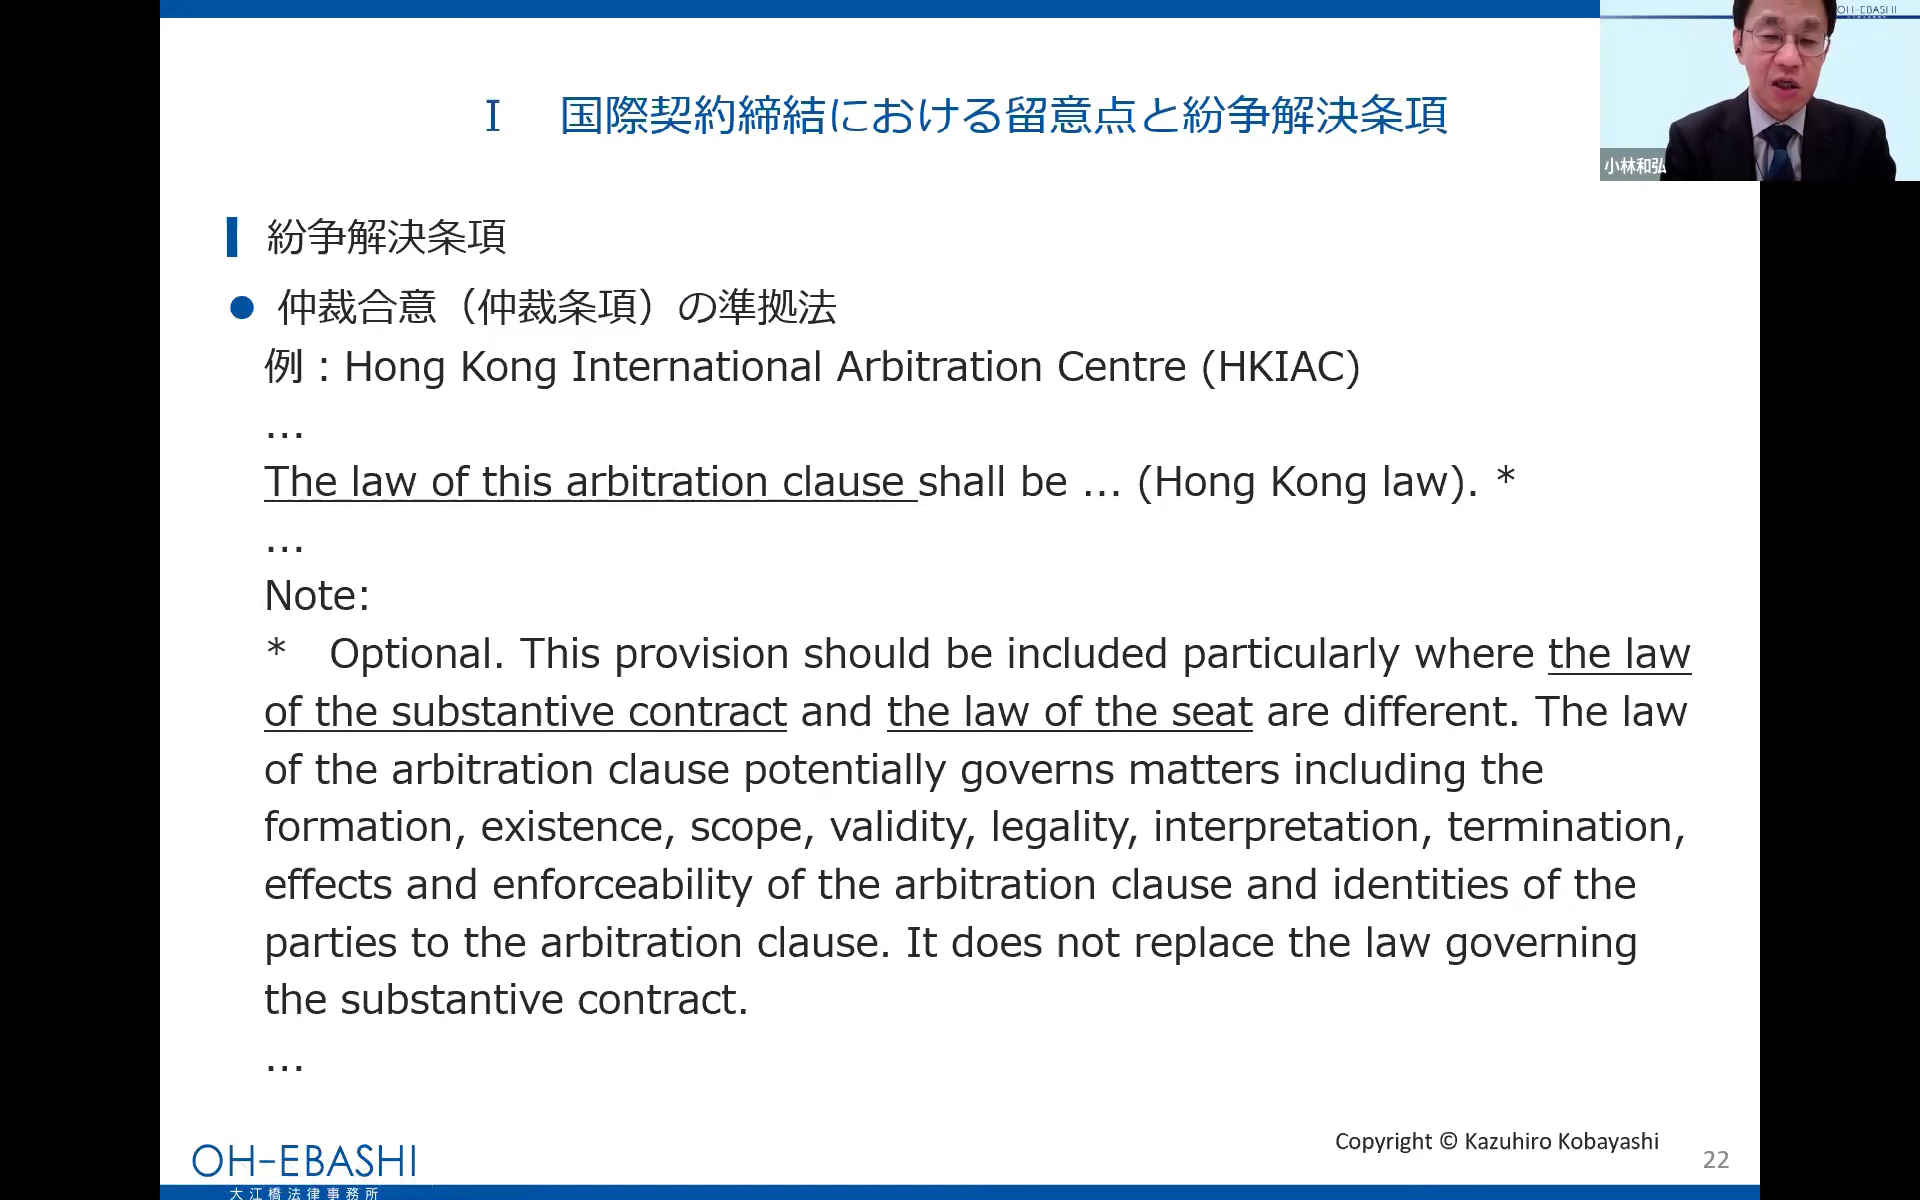 OH-EBASHI
小林和弘
Ⅰ　国際契約締結における留意点と紛争解決条項
紛争解決条項
● 仲裁合意（仲裁条項）の準拠法
例：Hong Kong International Arbitration Centre (HKIAC)
...
The law of this arbitration clause shall be ... (Hong Kong law). *
...
Note:
* Optional. This provision should be included particularly where the law
of the substantive contract and the law of the seat are different. The law
of the arbitration clause potentially governs matters including the
formation, existence, scope, validity, legality, interpretation, termination,
effects and enforceability of the arbitration clause and identities of the
parties to the arbitration clause. It does not replace the law governing
the substantive contract.
...
Copyright © Kazuhiro Kobayashi
22
OH-EBASHI
大江橋法律事務所